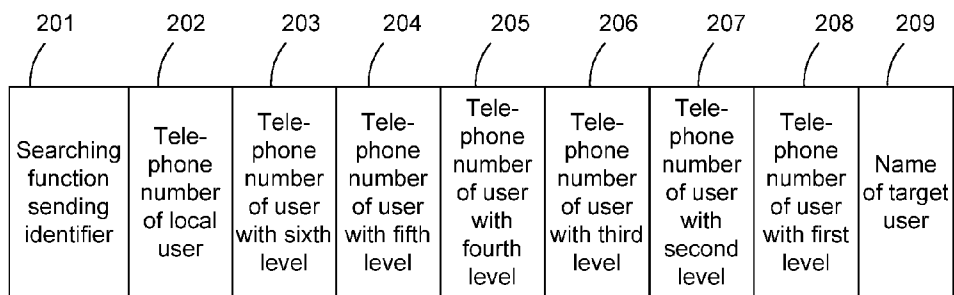 201 202 203 204 205 206 207 208 209
Searching
function
sending
identifier
Tele-
phone
number
of local
user
Tele-
phone
number
of user
with sixth
level
Tele-
phone
number
of user
with fifth
level
Tele-
phone
number
of user
with
fourth
level
Tele-
phone
number
of user
with third
level
Tele-
phone
number
of user
with
second
level
Tele-
phone
number
of user
with first
level
Name
of target
user